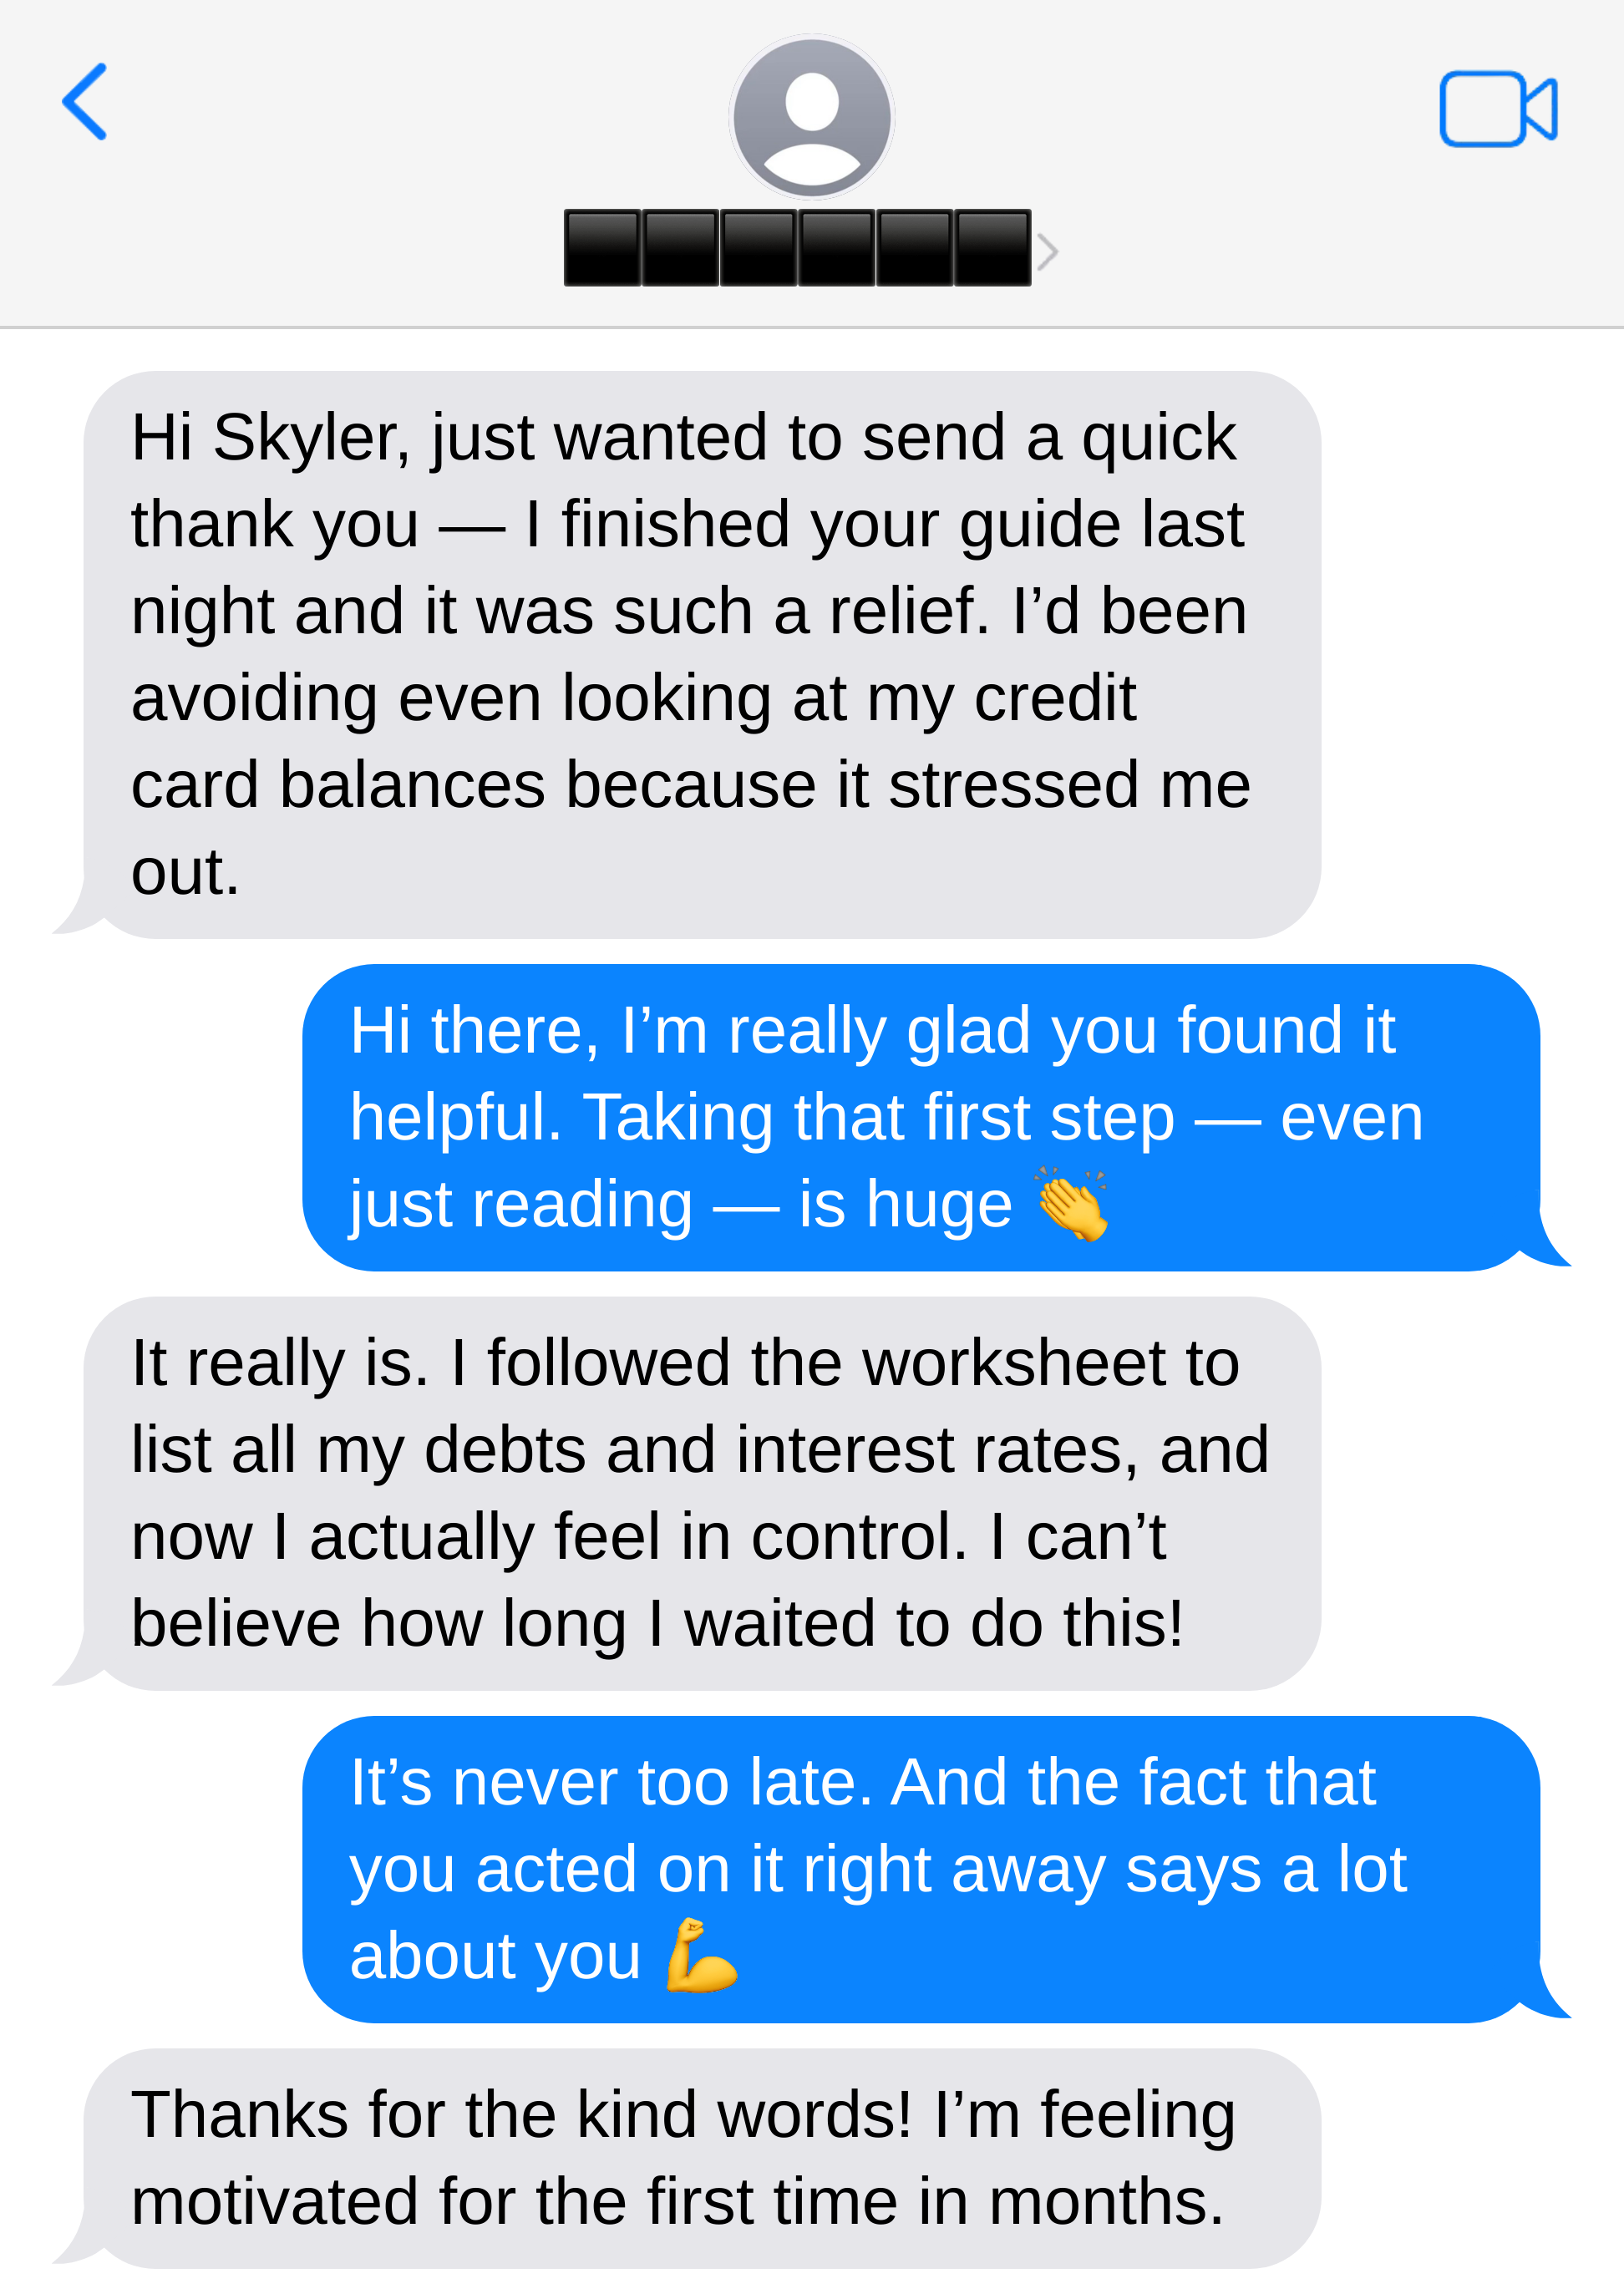 Hi Skyler, just wanted to send a quick
thank you — I finished your guide last
night and it was such a relief. I’d been
avoiding even looking at my credit
card balances because it stressed me
out.
Hi there, I’m really glad you found it
helpful. Taking that first step — even
just reading — is huge 👏
It really is. I followed the worksheet to
list all my debts and interest rates, and
now I actually feel in control. I can’t
believe how long I waited to do this!
It’s never too late. And the fact that
you acted on it right away says a lot
about you 💪
Thanks for the kind words! I’m feeling
motivated for the first time in months.